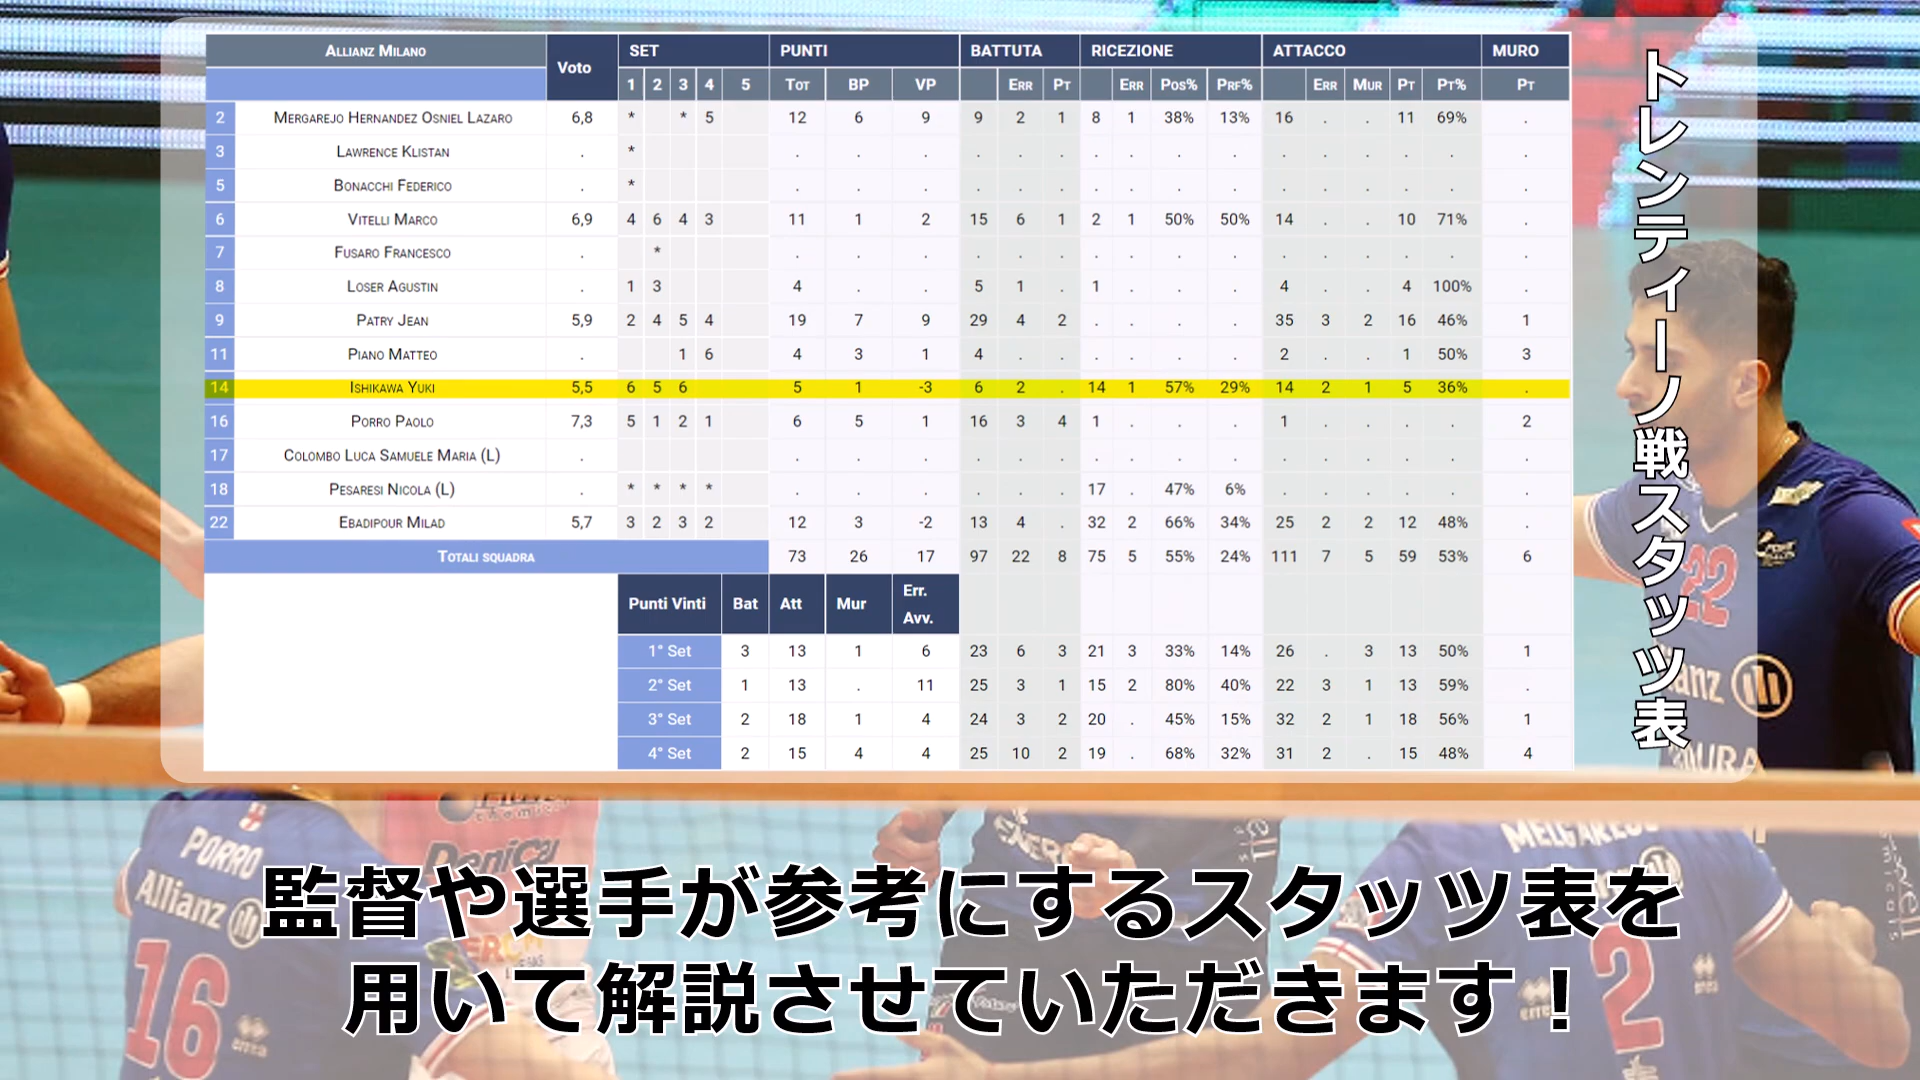 ALLIANZ MILANO Voto SET PUNTI BATTUTA RICEZIONE ATTACCO MURO
1 2 3 4 5 TOT BP VP ERR PT ERR POS% PRF% ERR MUR PT PT% PT
2 MERGAREJO HERNANDEZ OSNIEL LAZARO 6,8 * * 5 12 6 9 9 2 1 8 1 38% 13% 16 . . 11 69% .
3 LAWRENCE KLISTAN . * . . . . . . . . . . . . . . . .
5 BONACCHI FEDERICO . * . . . . . . . . . . . . . . . .
6 VITELLI MARCO 6,9 4 6 4 3 11 1 2 15 6 1 2 1 50% 50% 14 . . 10 71% .
7 FUSARO FRANCESCO . * . . . . . . . . . . . . . . . .
8 LOSER AGUSTIN . 1 3 4 . . 5 1 . 1 . . . 4 . . 4 100% .
9 PATRY JEAN 5,9 2 4 5 4 19 7 9 29 4 2 . . . . 35 3 2 16 46% 1
11 PIANO MATTEO . 1 6 4 3 1 4 . . . . . . 2 . . 1 50% 3
14 ISHIKAWA YUKI 5,5 6 5 6 5 1 -3 6 2 . 14 1 57% 29% 14 2 1 5 36% .
16 PORRO PAOLO 7,3 5 1 2 1 6 5 1 16 3 4 1 . . . 1 . . . . 2
17 COLOMBO LUCA SAMUELE MARIA (L) . . . . . . . . . . . . . . . . .
18 PESARESI NICOLA (L) . * * * * . . . . . . 17 . 47% 6% . . . . . .
22 EBADIPOUR MILAD 5,7 3 2 3 2 12 3 -2 13 4 . 32 2 66% 34% 25 2 2 12 48% .
TOTALI SQUADRA 73 26 17 97 22 8 75 5 55% 24% 111 7 5 59 53% 6
Punti Vinti Bat Att Mur Err. Avv.
1° Set 3 13 1 6 23 6 3 21 3 33% 14% 26 . 3 13 50% 1
2° Set 1 13 . 11 25 3 1 15 2 80% 40% 22 3 1 13 59% .
3° Set 2 18 1 4 24 3 2 20 . 45% 15% 32 2 1 18 56% 1
4° Set 2 15 4 4 25 10 2 19 . 68% 32% 31 2 . 15 48% 4
トレンティーノ戦スタッツ表
22
監督や選手が参考にするスタッツ表を
用いて解説させていただきます！
PORRO
Allianz
16
errea
2